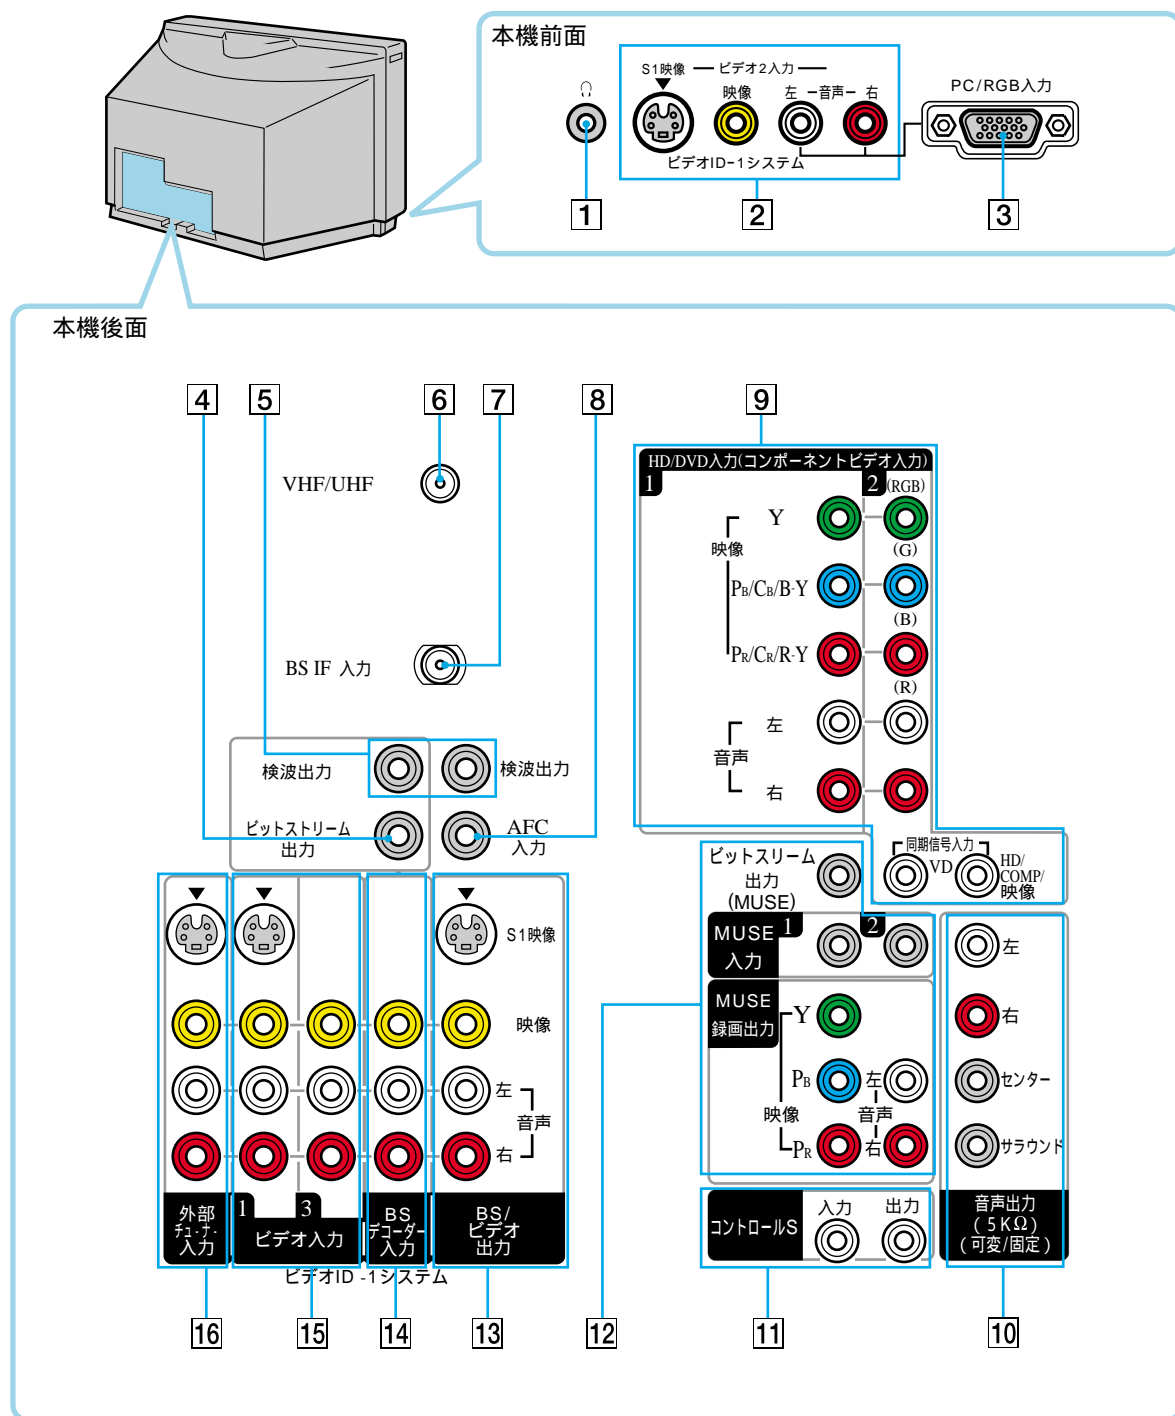 本機前面
S1映像 ビデオ2入力
映像 左 音声 右
ビデオID-1システム
PC/RGB入力
1
2
3
本機後面
4
5
6
7
8
9
VHF/UHF
BS IF 入力
検波出力
検波出力
ビットストリーム
出力
AFC
入力
HD/DVD入力(コンポーネントビデオ入力)
1
2
(RGB)
Y
映像
(G)
PB/CB/B-Y
(B)
PR/CR/R-Y
(R)
左
音声
右
同期信号入力
VD
HD/
COMP/
映像
ビットスリーム
出力
(MUSE)
MUSE
入力
1
2
MUSE
録画出力
Y
PB
映像
PR
左
音声
右
左
右
センター
サラウンド
音声出力
(5KΩ)
(可変/固定)
コントロールS
入力
出力
S1映像
映像
左
音声
右
外部
チューナー
入力
1
3
ビデオ入力
BS
デコーダー
入力
BS/
ビデオ
出力
ビデオID -1システム
16
15
14
13
12
11
10